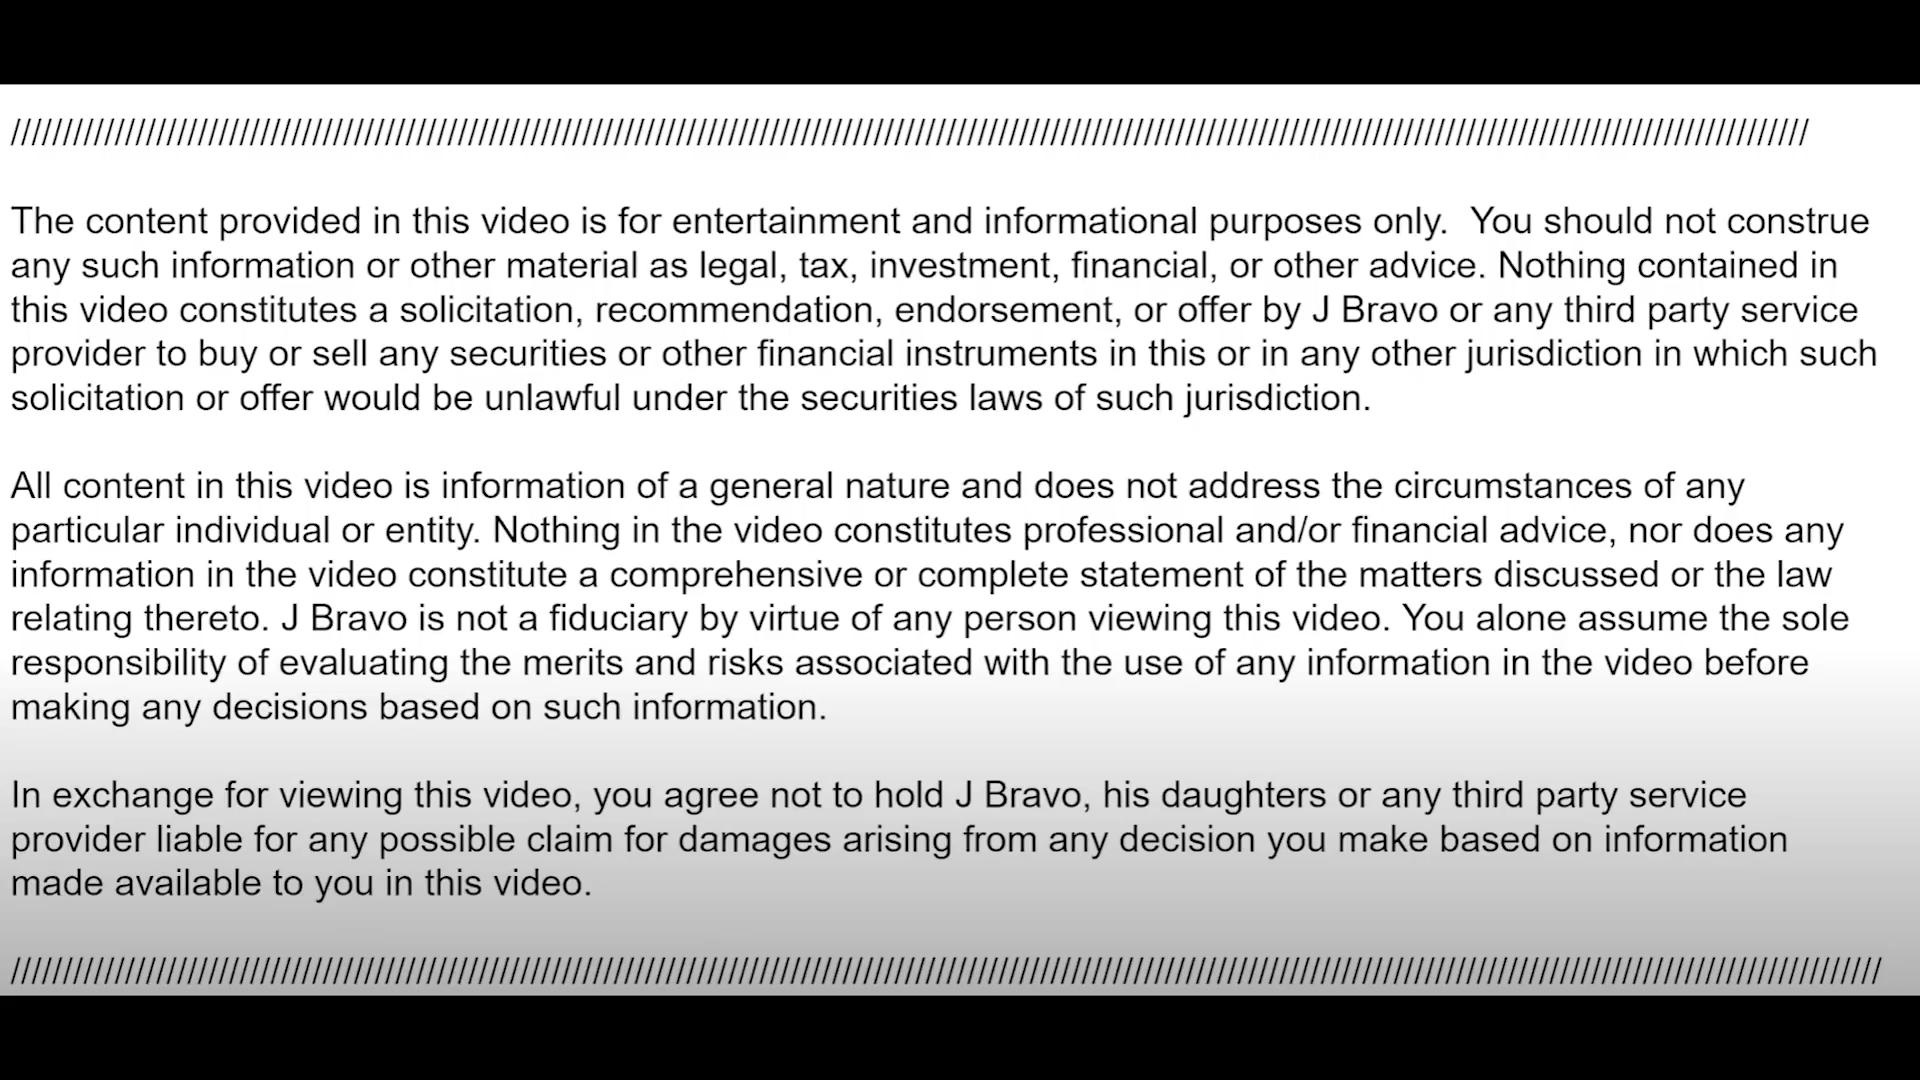 ////////////////////////////////////////////////////////////////////////////////////////////////////////////////////////////////////////////////////////////////////////////////
The content provided in this video is for entertainment and informational purposes only.  You should not construe
any such information or other material as legal, tax, investment, financial, or other advice. Nothing contained in
this video constitutes a solicitation, recommendation, endorsement, or offer by J Bravo or any third party service
provider to buy or sell any securities or other financial instruments in this or in any other jurisdiction in which such
solicitation or offer would be unlawful under the securities laws of such jurisdiction.
All content in this video is information of a general nature and does not address the circumstances of any
particular individual or entity. Nothing in the video constitutes professional and/or financial advice, nor does any
information in the video constitute a comprehensive or complete statement of the matters discussed or the law
relating thereto. J Bravo is not a fiduciary by virtue of any person viewing this video. You alone assume the sole
responsibility of evaluating the merits and risks associated with the use of any information in the video before
making any decisions based on such information.
In exchange for viewing this video, you agree not to hold J Bravo, his daughters or any third party service
provider liable for any possible claim for damages arising from any decision you make based on information
made available to you in this video.
///////////////////////////////////////////////////////////////////////////////////////////////////////////////////////////////////////////////////////////////////////////////////////